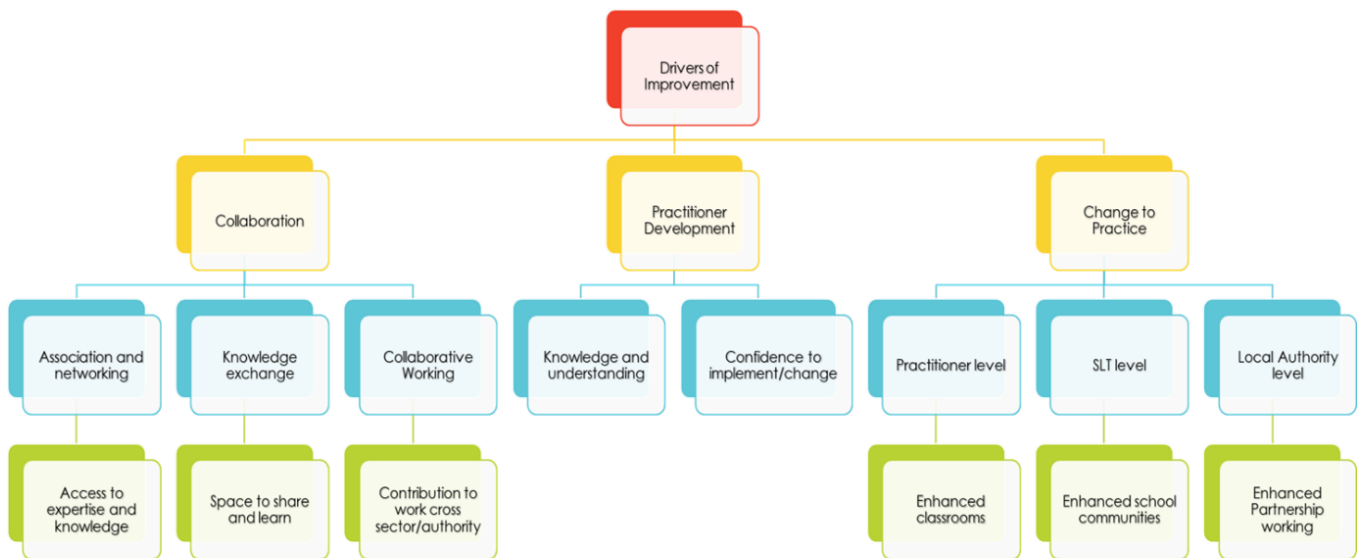 Drivers of
Improvement
Collaboration
Practitioner
Development
Change to
Practice
Association and
networking
Knowledge
exchange
Collaborative
Working
Knowledge and
understanding
Confidence to
implement/change
Practitioner level
SLT level
Local Authority
level
Access to
expertise and
knowledge
Space to share
and learn
Contribution to
work cross
sector/authority
Enhanced
classrooms
Enhanced school
communities
Enhanced
Partnership
working